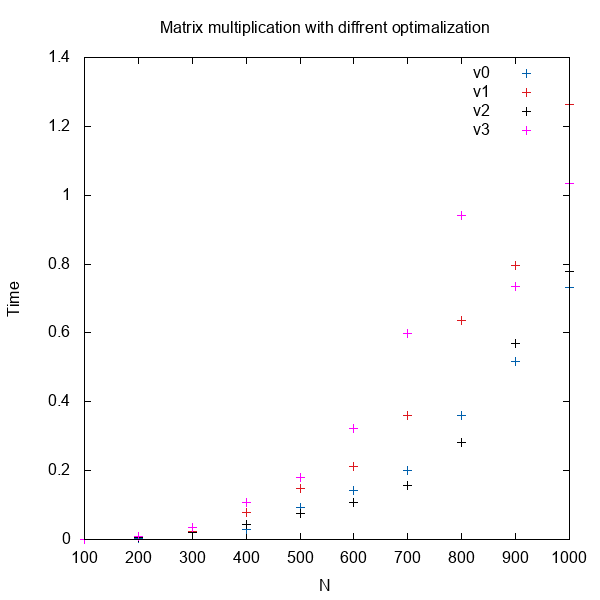 Matrix multiplication with diffrent optimalization
1.4
1.2
1
0.8
0.6
0.4
0.2
0
Time
v0
v1
v2
v3
100 200 300 400 500 600 700 800 900 1000
N